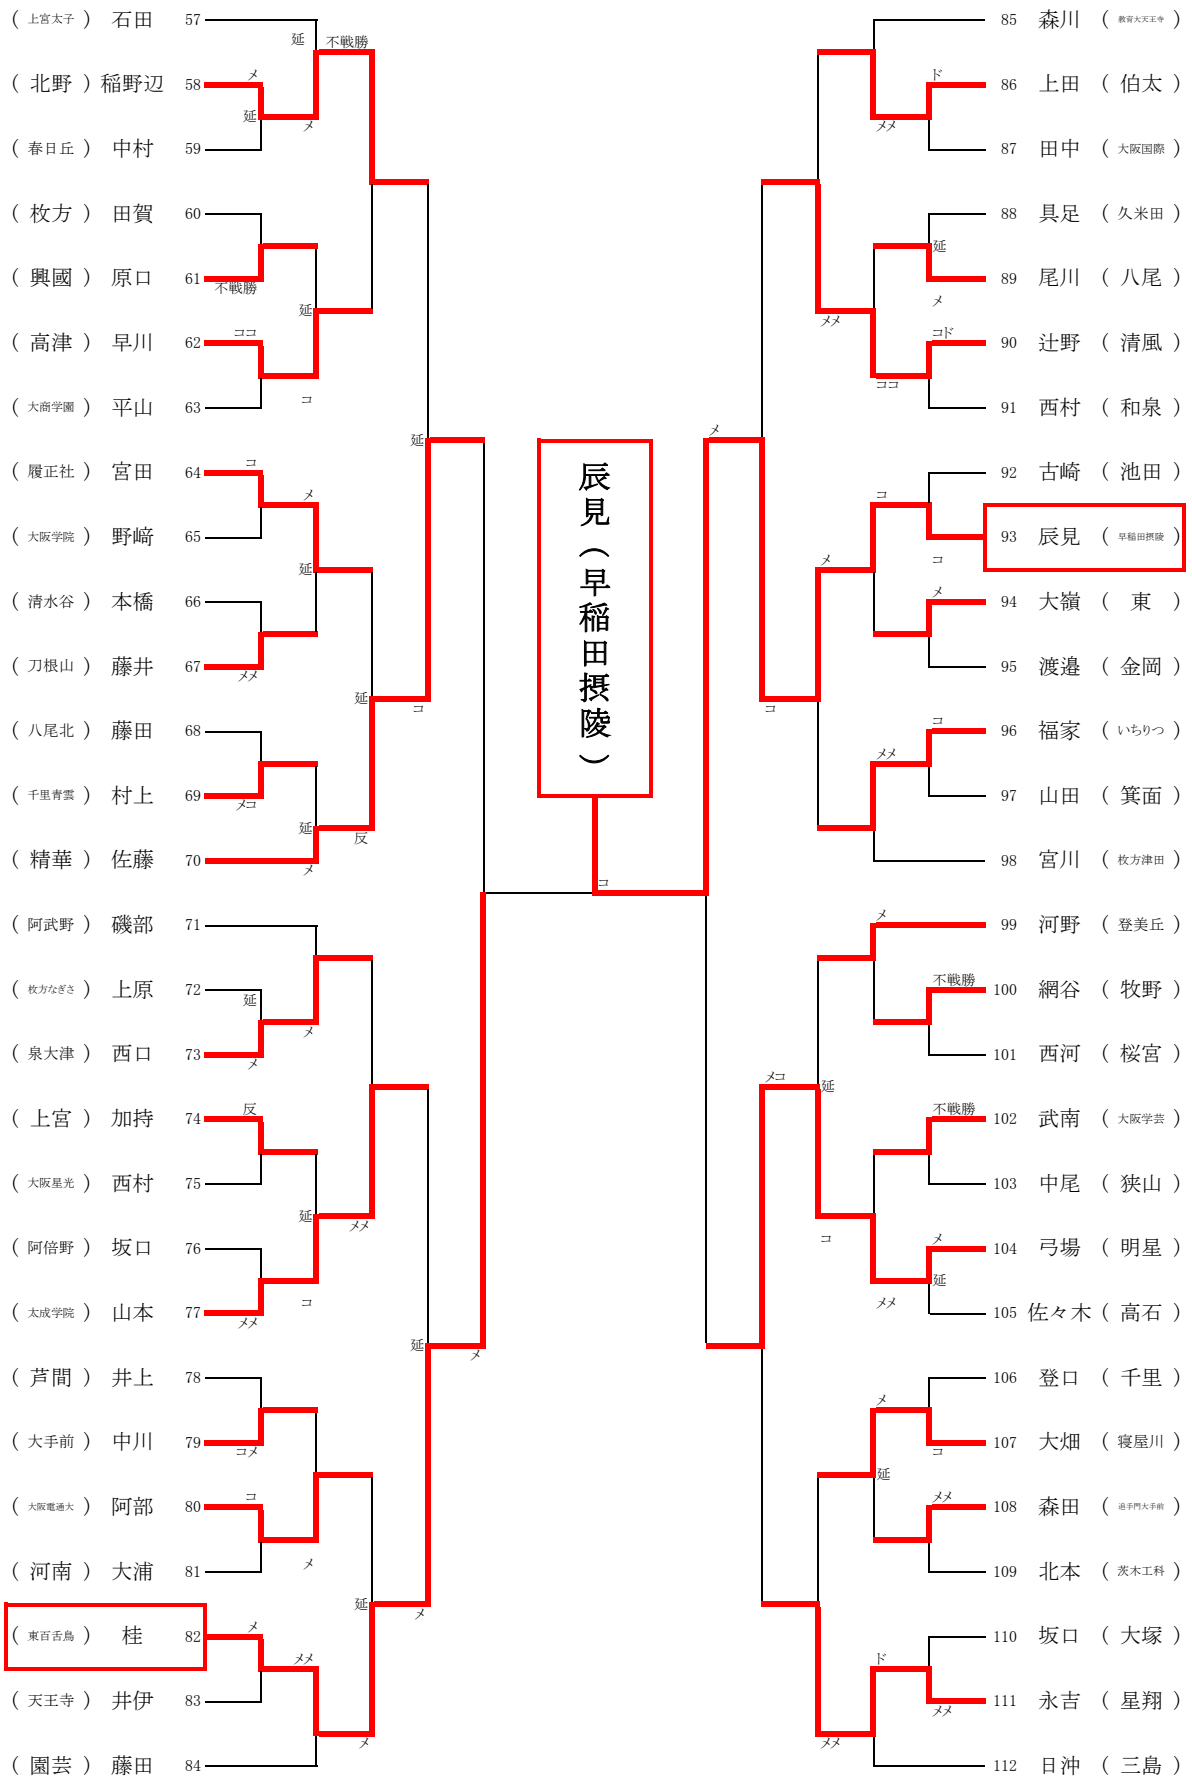 (上宮太子) 石田 57
延 不戦勝
メ
(北野) 稲野辺 58
延
メ
(春日丘) 中村 59
(枚方) 田賀 60
(興國) 原口 61
不戦勝
延
ココ
(高津) 早川 62
コ
(大商学園) 平山 63
延
コ
(履正社) 宮田 64
メ
(大阪学院) 野﨑 65
延
(清水谷) 本橋 66
(刀根山) 藤井 67
メメ
延
コ
(八尾北) 藤田 68
(千里青雲) 村上 69
メコ
延
反
(精華) 佐藤 70
メ
(阿武野) 磯部 71
(枚方なぎさ) 上原 72
延
メ
(泉大津) 西口 73
メ
反
(上宮) 加持 74
(大阪星光) 西村 75
延
メメ
(阿倍野) 坂口 76
コ
(太成学院) 山本 77
メメ
延
メ
(芦間) 井上 78
(大手前) 中川 79
コメ
コ
(大阪電通大) 阿部 80
メ
(河南) 大浦 81
延
メ
メ
(東百舌鳥) 桂 82
メメ
(天王寺) 井伊 83
メ
(園芸) 藤田 84
辰見(早稲田摂陵)
コ
85 森川 (教育大天王寺)
ド
86 上田 (伯太)
メメ
87 田中 (大阪国際)
88 具足 (久米田)
延
89 尾川 (八尾)
メ
メメ
コド
90 辻野 (清風)
ココ
91 西村 (和泉)
メ
92 古崎 (池田)
コ
93 辰見 (早稲田摂陵)
コ
メ
メ
94 大嶺 (東)
95 渡邉 (金岡)
コ
コ
96 福家 (いちりつ)
メメ
97 山田 (箕面)
98 宮川 (枚方津田)
メ
99 河野 (登美丘)
不戦勝
100 網谷 (牧野)
101 西河 (桜宮)
メコ
延
不戦勝
102 武南 (大阪学芸)
103 中尾 (狭山)
コ
メ
104 弓場 (明星)
延
メメ
105 佐々木 (高石)
106 登口 (千里)
メ
107 大畑 (寝屋川)
コ
延
メメ
108 森田 (追手門大手前)
109 北本 (茨木工科)
110 坂口 (大塚)
ド
111 永吉 (星翔)
メメ
メメ
112 日沖 (三島)